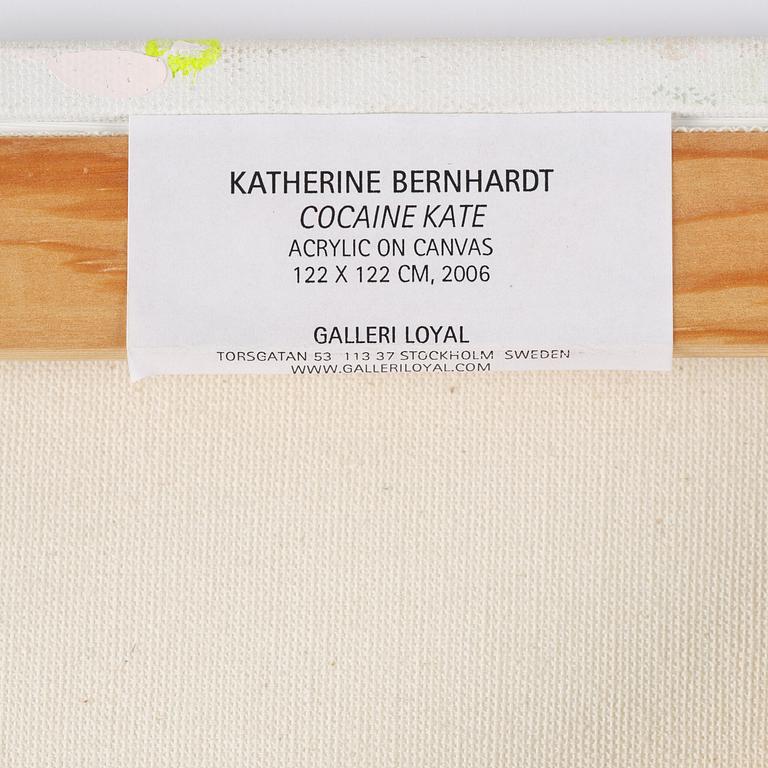 KATHERINE BERNHARDT
COCAINE KATE
ACRYLIC ON CANVAS
122 X 122 CM, 2006
GALLERI LOYAL
TORSGATAN 53 113 37 STOCKHOLM SWEDEN
WWW.GALLERILOYAL.COM